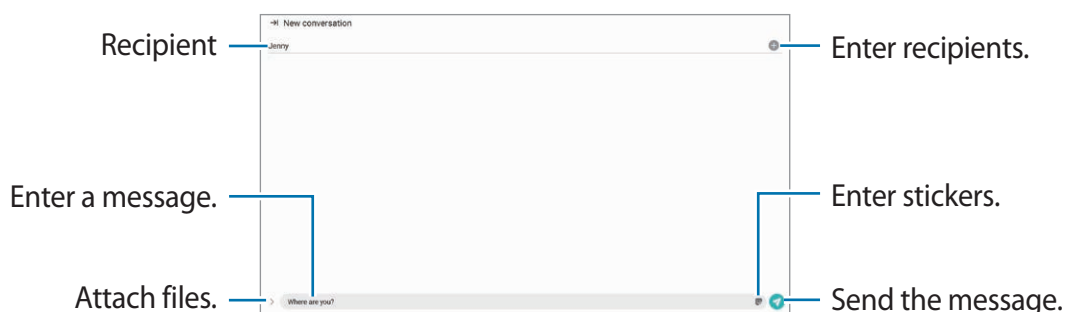 New conversation
Recipient
Jenny
Enter recipients.
Enter a message.
Enter stickers.
Attach files.
Where are you?
Send the message.